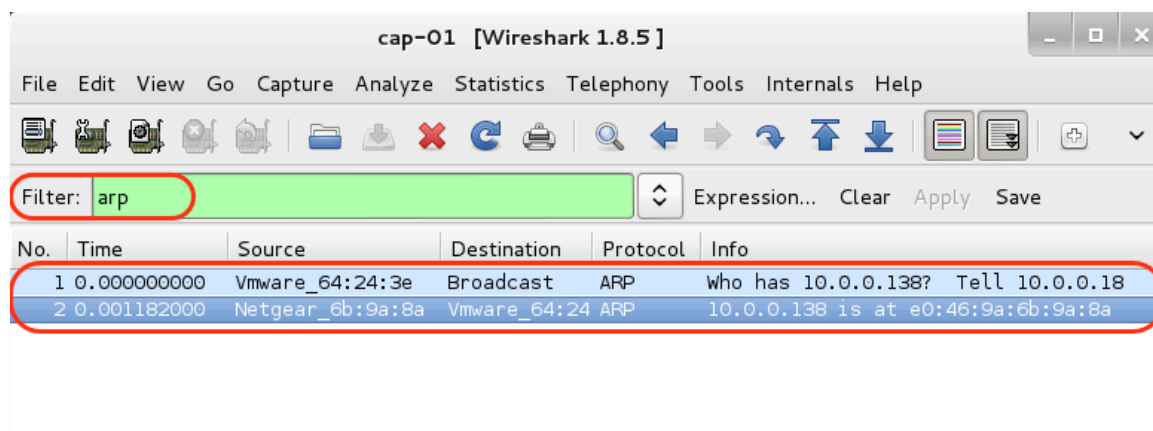 cap-01 [Wireshark 1.8.5 ]
File Edit View Go Capture Analyze Statistics Telephony Tools Internals Help
Filter: arp Expression... Clear Apply Save
No. Time Source Destination Protocol Info
1 0.000000000 Vmware_64:24:3e Broadcast ARP Who has 10.0.0.138? Tell 10.0.0.18
2 0.001182000 Netgear_6b:9a:8a Vmware_64:24 ARP 10.0.0.138 is at e0:46:9a:6b:9a:8a